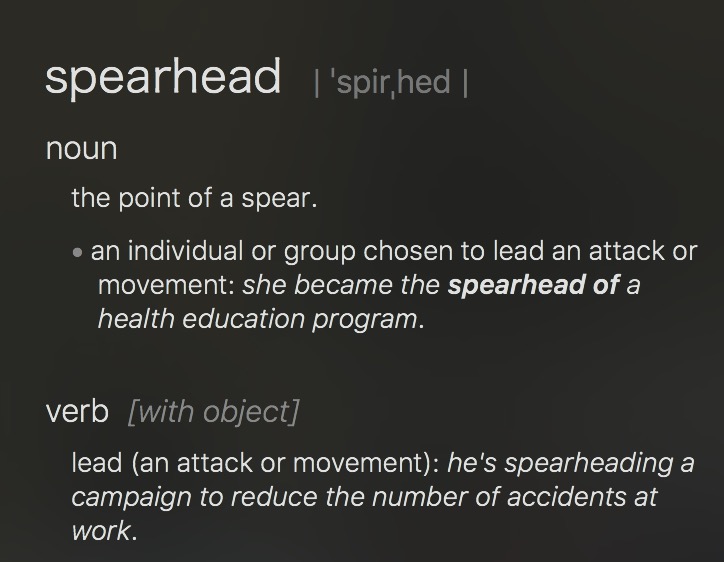 spearhead | ˈspirˌhed |
noun
the point of a spear.
• an individual or group chosen to lead an attack or
movement: she became the spearhead of a
health education program.
verb [with object]
lead (an attack or movement): he's spearheading a
campaign to reduce the number of accidents at
work.